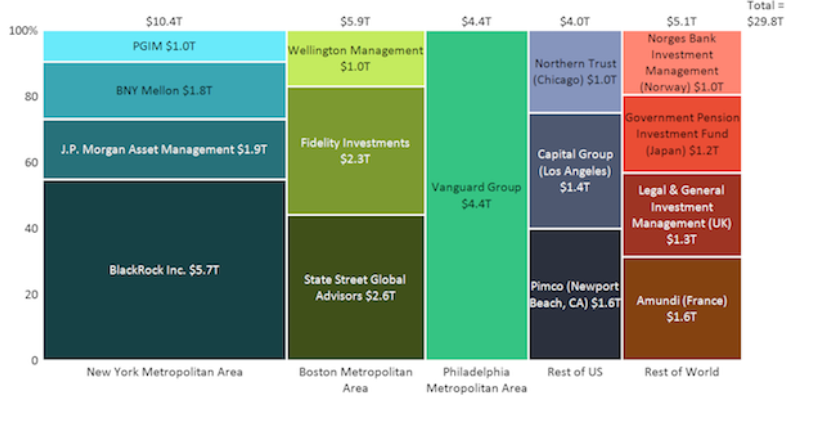 Total =
$10.4T $5.9T $4.4T $4.0T $5.1T $29.8T
100%
80
60
40
20
0
PGIM $1.0T
BNY Mellon $1.8T
J.P. Morgan Asset Management $1.9T
BlackRock Inc. $5.7T
Wellington Management
$1.0T
Fidelity Investments
$2.3T
State Street Global
Advisors $2.6T
Vanguard Group
$4.4T
Northern Trust
(Chicago) $1.0T
Capital Group
(Los Angeles)
$1.4T
Pimco (Newport
Beach, CA) $1.6T
Norges Bank
Investment
Management
(Norway) $1.0T
Government Pension
Investment Fund
(Japan) $1.2T
Legal & General
Investment
Management (UK)
$1.3T
Amundi (France)
$1.6T
New York Metropolitan Area
Boston Metropolitan
Area
Philadelphia
Metropolitan Area
Rest of US
Rest of World